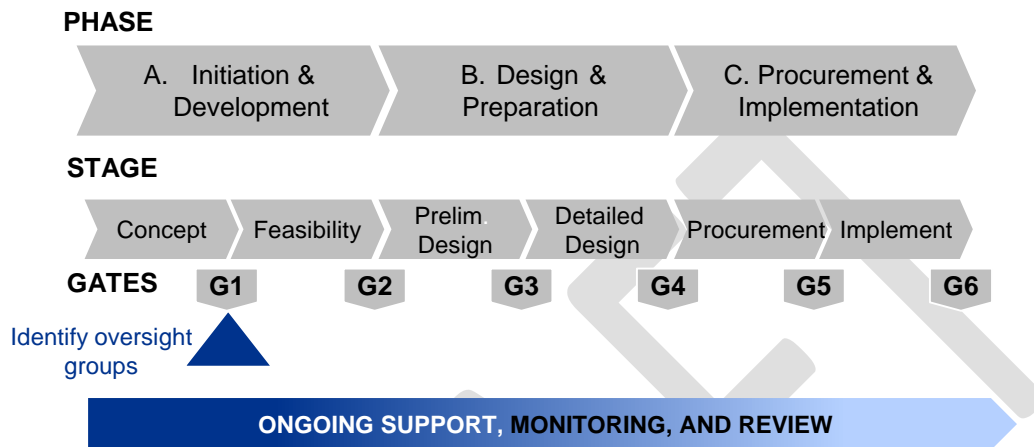 PHASE
A. Initiation &
Development
B. Design &
Preparation
C. Procurement &
Implementation
STAGE
Concept
Feasibility
Prelim.
Design
Detailed
Design
Procurement
Implement
GATES
G1
G2
G3
G4
G5
G6
Identify oversight
groups
ONGOING SUPPORT, MONITORING, AND REVIEW